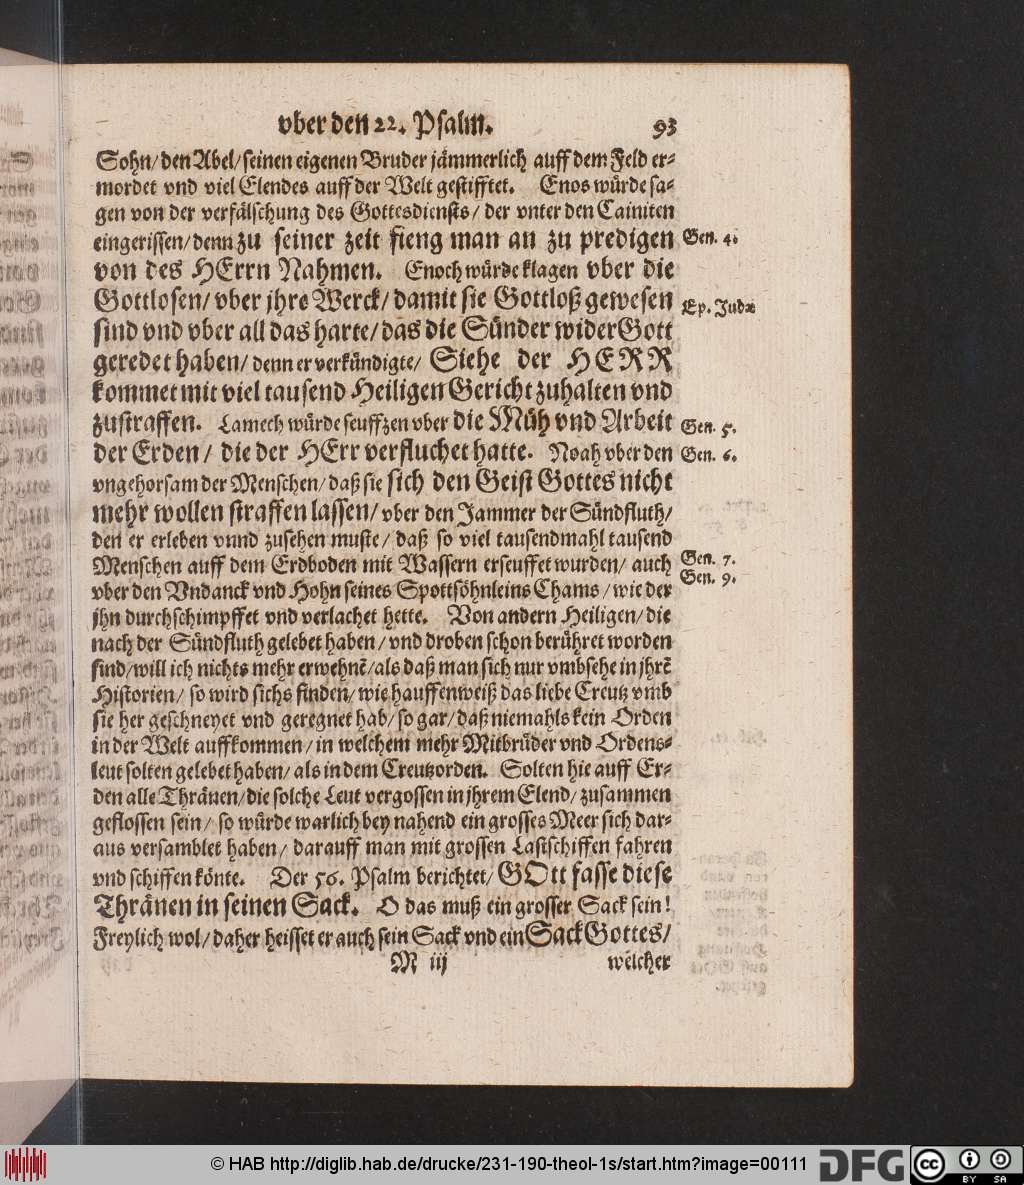 vber den 22. Psalm. 93
Sohn/ den Abel/ seinen eigenen Bruder jämmerlich auff dem Feld er-
mordet vnd viel Elendes auff der Welt gestifftet. Enos würde sa-
gen von der verfälschung des Gottesdiensts/ der vnter den Cainiten
eingerissen/ denn zu seiner zeit fieng man an zu predigen Gen. 4.
von des HErrn Nahmen. Enoch würde klagen vber die
Gottlosen/ vber jhre Werck/ damit sie Gottloß gewesen Ep. Judæ
sind vnd vber all das harte/ das die Sünder wider Gott
geredet haben/ denn er verkündigte/ Siehe der HERR
kommet mit viel tausend Heiligen Gericht zuhalten vnd
zustraffen. Lamech würde seufftzen vber die Müh vnd Arbeit Gen. 5.
der Erden/ die der HErr verfluchet hatte. Noah vber den Gen. 6.
vngehorsam der Menschen/ daß sie sich den Geist Gottes nicht
mehr wollen straffen lassen/ vber den Jammer der Sündfluth/
den er erleben vnnd zusehen muste/ daß so viel tausendmahl tausend
Menschen auff dem Erdboden mit Wassern erseuffet wurden/ auch Gen. 7.
vber den Vndanck vnd Hohn seines Spottsöhnleins Chams/ wie der Gen. 9.
jhn durchschimpffet vnd verlachet hette. Von andern Heiligen/ die
nach der Sündfluth gelebet haben/ vnd droben schon berühret worden
sind/ will ich nichts mehr erwehnē/ als daß man sich nur vmbsehe in jhrē
Historien/ so wird sichs finden/ wie hauffenweiß das liebe Creutz vmb
sie her geschneyet vnd geregnet hab/ so gar/ daß niemahls kein Orden
in der Welt auffkommen/ in welchem mehr Mitbrüder vnd Ordens-
leut solten gelebet haben/ als in dem Creutzorden. Solten hie auff Er-
den alle Thränen/ die solche Leut vergossen in jhrem Elend/ zusammen
geflossen sein/ so würde warlich bey nahend ein grosses Meer sich dar-
aus versamblet haben/ darauff man mit grossen Lastschiffen fahren
vnd schiffen könte. Der 56. Psalm berichtet/ GOtt fasse diese
Thränen in seinen Sack. O das muß ein grosser Sack sein!
Freylich wol/ daher heisset er auch sein Sack vnd ein Sack Gottes/
M iij welcher
© HAB http://diglib.hab.de/drucke/231-190-theol-1s/start.htm?image=00111 DFG cc BY SA